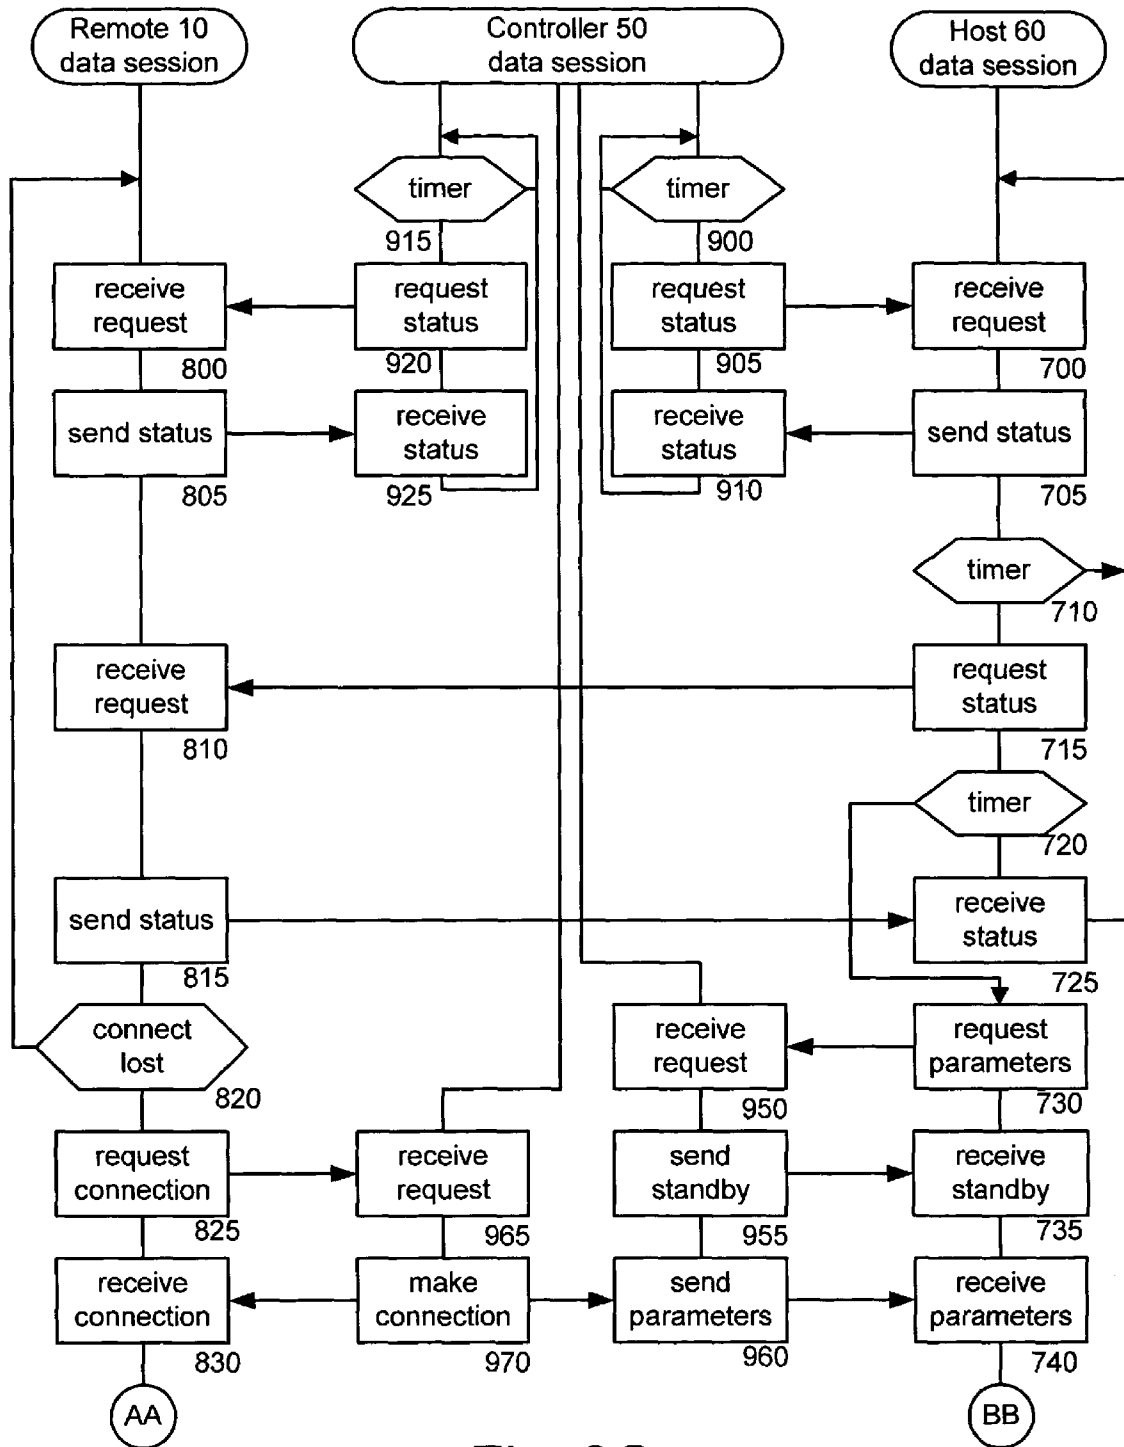 Remote 10
data session
Controller 50
data session
Host 60
data session
timer
915
timer
900
receive
request
800
request
status
920
request
status
905
receive
request
700
send status
805
receive
status
925
receive
status
910
send status
705
timer
710
receive
request
810
request
status
715
timer
720
send status
815
receive
status
725
connect
lost
820
receive
request
950
request
parameters
730
request
connection
825
receive
request
965
send
standby
955
receive
standby
735
receive
connection
830
make
connection
970
send
parameters
960
receive
parameters
740
AA
BB